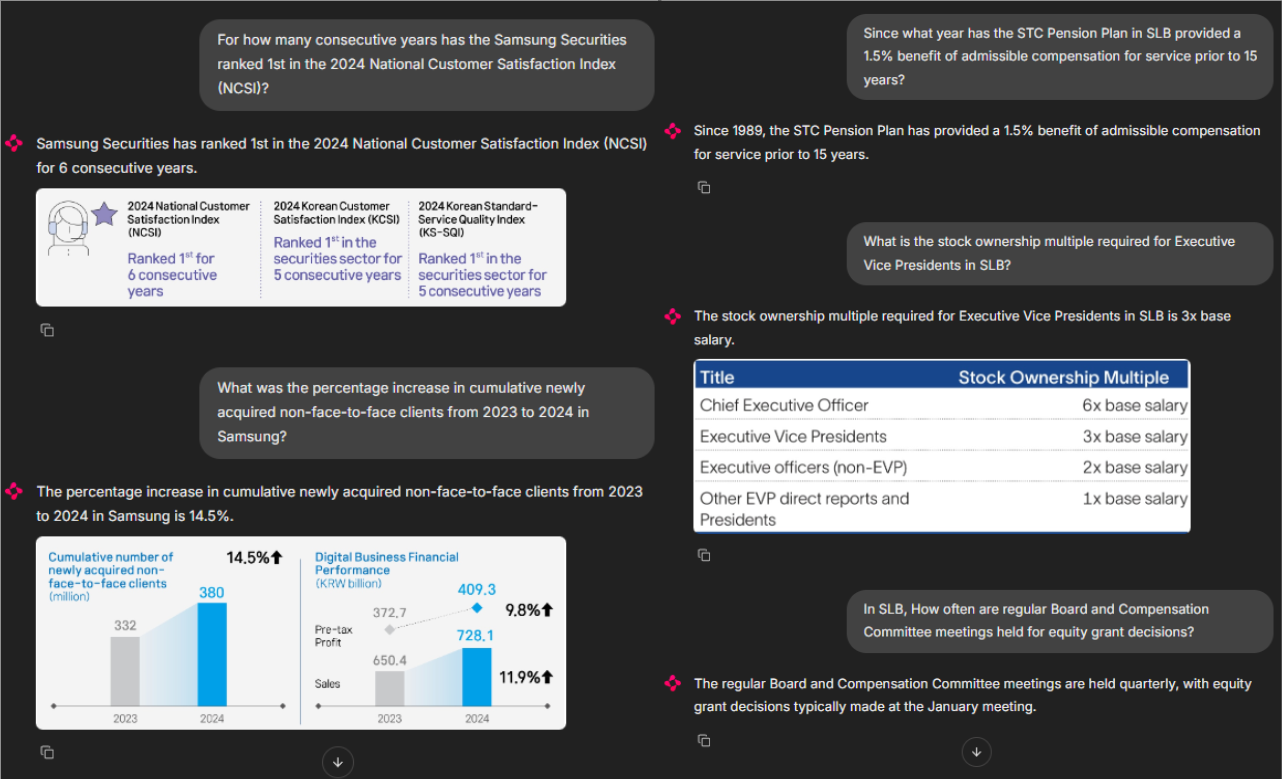 For how many consecutive years has the Samsung Securities
ranked 1st in the 2024 National Customer Satisfaction Index
(NCSI)?
Samsung Securities has ranked 1st in the 2024 National Customer Satisfaction Index (NCSI)
for 6 consecutive years.
2024 National Customer
Satisfaction Index
(NCSI)
Ranked 1st for
6 consecutive
years
2024 Korean Customer
Satisfaction Index (KCSI)
Ranked 1st in the
securities sector for
5 consecutive years
2024 Korean Standard-
Service Quality Index
(KS-SQI)
Ranked 1st in the
securities sector for
5 consecutive years
What was the percentage increase in cumulative newly
acquired non-face-to-face clients from 2023 to 2024 in
Samsung?
The percentage increase in cumulative newly acquired non-face-to-face clients from 2023
to 2024 in Samsung is 14.5%.
Cumulative number of
newly acquired non-
face-to-face clients
(million)
14.5%⬆
332
380
2023
2024
Digital Business Financial
Performance
(KRW billion)
Pre-tax
Profit
372.7
409.3
9.8%⬆
Sales
650.4
728.1
11.9%⬆
2023
2024
Since what year has the STC Pension Plan in SLB provided a
1.5% benefit of admissible compensation for service prior to 15
years?
Since 1989, the STC Pension Plan has provided a 1.5% benefit of admissible compensation
for service prior to 15 years.
What is the stock ownership multiple required for Executive
Vice Presidents in SLB?
The stock ownership multiple required for Executive Vice Presidents in SLB is 3x base
salary.
Title Stock Ownership Multiple
Chief Executive Officer 6x base salary
Executive Vice Presidents 3x base salary
Executive officers (non-EVP) 2x base salary
Other EVP direct reports and 1x base salary
Presidents
In SLB, How often are regular Board and Compensation
Committee meetings held for equity grant decisions?
The regular Board and Compensation Committee meetings are held quarterly, with equity
grant decisions typically made at the January meeting.